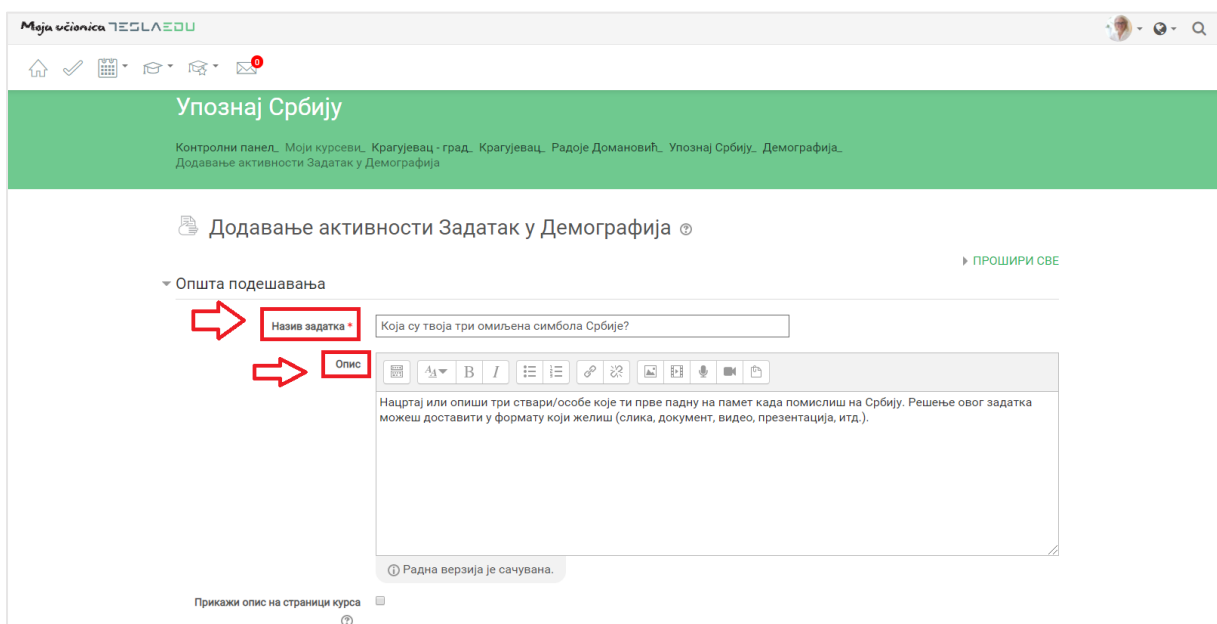 Moja učionica TESLAEDU
0
Упознај Србију
Контролни панел_ Моји курсеви_ Крагујевац - град_ Крагујевац_ Радоје Домановић_ Упознај Србију_ Демографија_
Додавање активности Задатак у Демографија
Додавање активности Задатак у Демографија
ПРОШИРИ СВЕ
Општа подешавања
Назив задатка *
Која су твоја три омиљена симбола Србије?
Опис
B I
Нацртај или опиши три ствари/особе које ти прве падну на памет када помислиш на Србију. Решење овог задатка
можеш доставити у формату који желиш (слика, документ, видео, презентација, итд.).
Радна верзија је сачувана.
Прикажи опис на страници курса